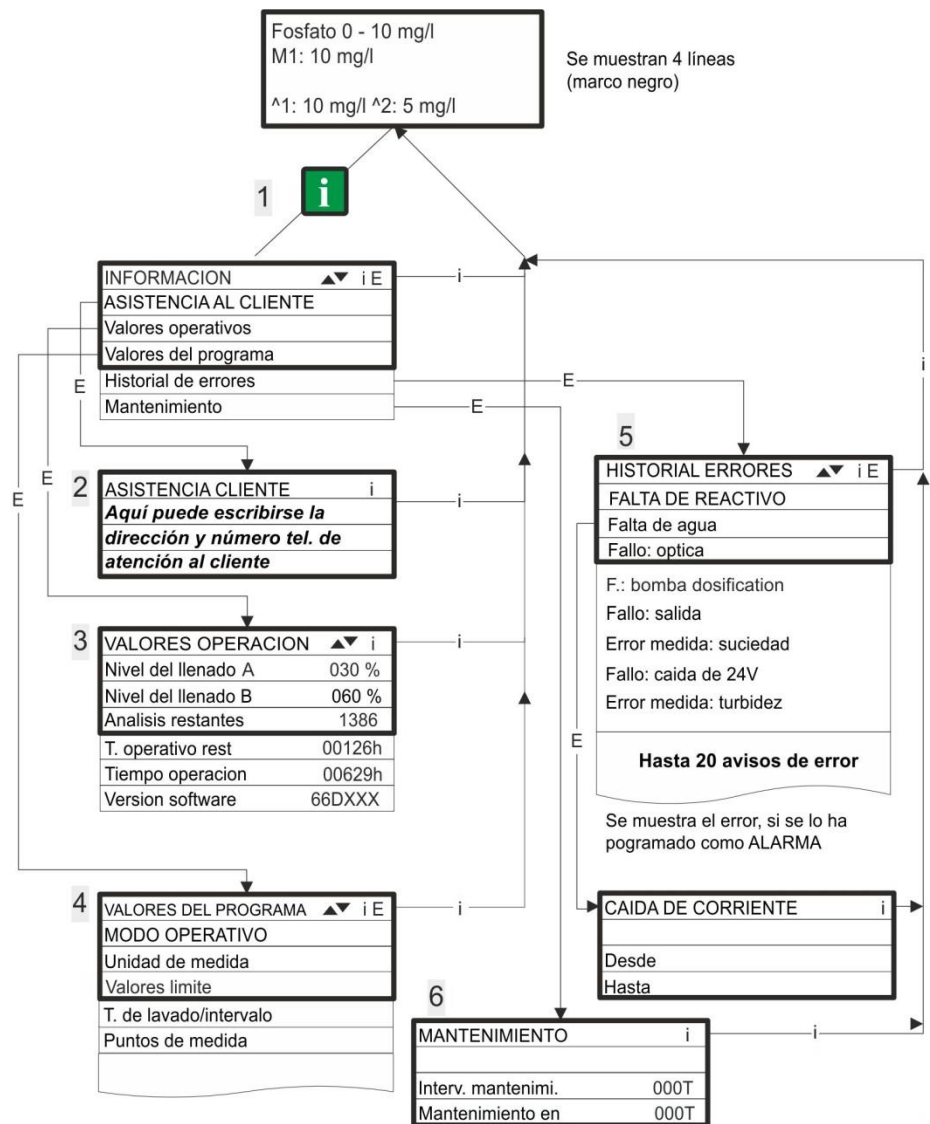 Fosfato 0 - 10 mg/l
M1: 10 mg/l
^1: 10 mg/l ^2: 5 mg/l
Se muestran 4 líneas
(marco negro)
1
i
INFORMACION ▲▼ i E
ASISTENCIA AL CLIENTE
Valores operativos
Valores del programa
Historial de errores
Mantenimiento
i
E
E
E
E
E
i
2
ASISTENCIA CLIENTE i
Aquí puede escribirse la
dirección y número tel. de
atención al cliente
i
3
VALORES OPERACION ▲▼ i
Nivel del llenado A 030 %
Nivel del llenado B 060 %
Analisis restantes 1386
T. operativo rest 00126h
Tiempo operacion 00629h
Version software 66DXXX
i
4
VALORES DEL PROGRAMA ▲▼ i E
MODO OPERATIVO
Unidad de medida
Valores limite
T. de lavado/intervalo
Puntos de medida
i
5
HISTORIAL ERRORES ▲▼ i E
FALTA DE REACTIVO
Falta de agua
Fallo: optica
F.: bomba dosification
Fallo: salida
Error medida: suciedad
Fallo: caida de 24V
Error medida: turbidez
Hasta 20 avisos de error
E
Se muestra el error, si se lo ha
pogramado como ALARMA
CAIDA DE CORRIENTE i
Desde
Hasta
6
MANTENIMIENTO i
Interv. mantenimi. 000T
Mantenimiento en 000T
i